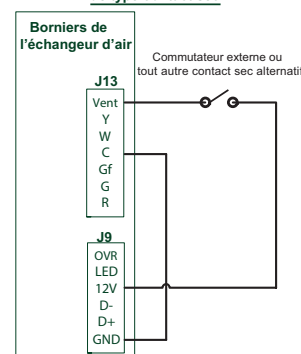 Borniers de
l'échangeur d'air
Commutateur externe ou
tout autre contact sec alternatif
J13
Vent
Y
W
C
Gf
G
R
J9
OVR
LED
12V
D-
D+
GND